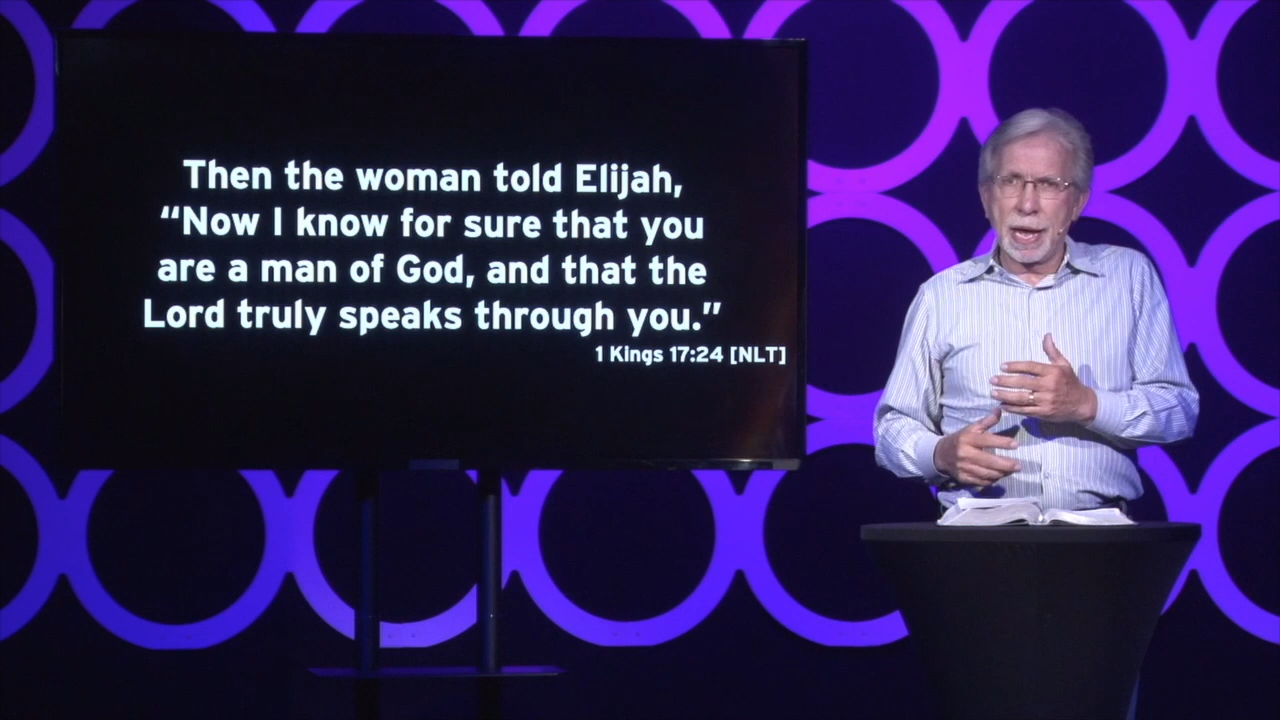 Then the woman told Elijah,
“Now I know for sure that you
are a man of God, and that the
Lord truly speaks through you.”
1 Kings 17:24 [NLT]